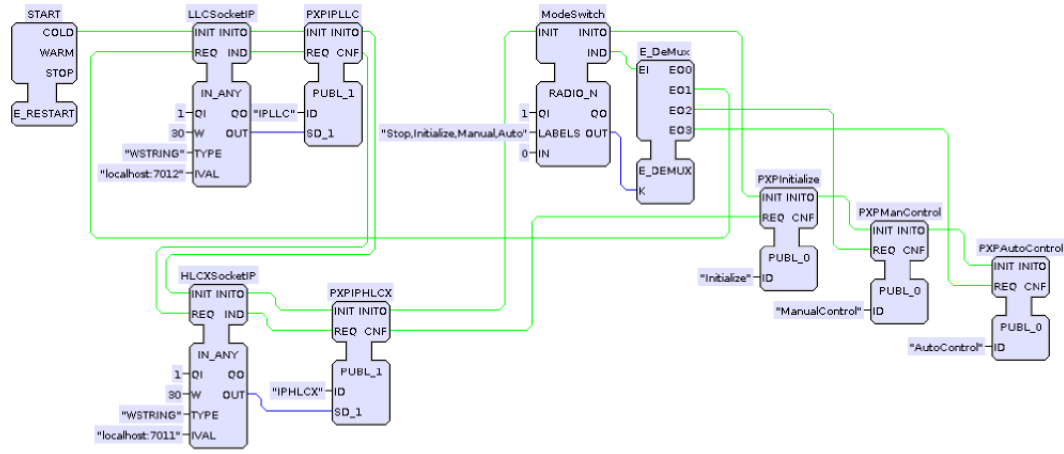 START
COLD
WARM
STOP
E_RESTART
LLCSocketIP
INIT INITO
REQ IND
IN_ANY
1 QI QO
30 W OUT
"WSTRING" TYPE
"localhost:7012" IVAL
PXPIPLLC
INIT INITO
REQ CNF
PUBL_1
"IPLLC" ID
SD_1
ModeSwitch
INIT INITO
IND
RADIO_N
1 QI QO
"Stop,Initialize,Manual,Auto" LABELS OUT
0 IN
E_DeMux
EI EO0
EO1
EO2
EO3
E_DEMUX
K
PXPInitialize
INIT INITO
REQ CNF
PUBL_0
"Initialize" ID
PXPManControl
INIT INITO
REQ CNF
PUBL_0
"ManualControl" ID
PXPAutoControl
INIT INITO
REQ CNF
PUBL_0
"AutoControl" ID
HLCXSocketIP
INIT INITO
REQ IND
IN_ANY
1 QI QO
30 W OUT
"WSTRING" TYPE
"localhost:7011" IVAL
PXPIPHLCX
INIT INITO
REQ CNF
PUBL_1
"IPHLCX" ID
SD_1